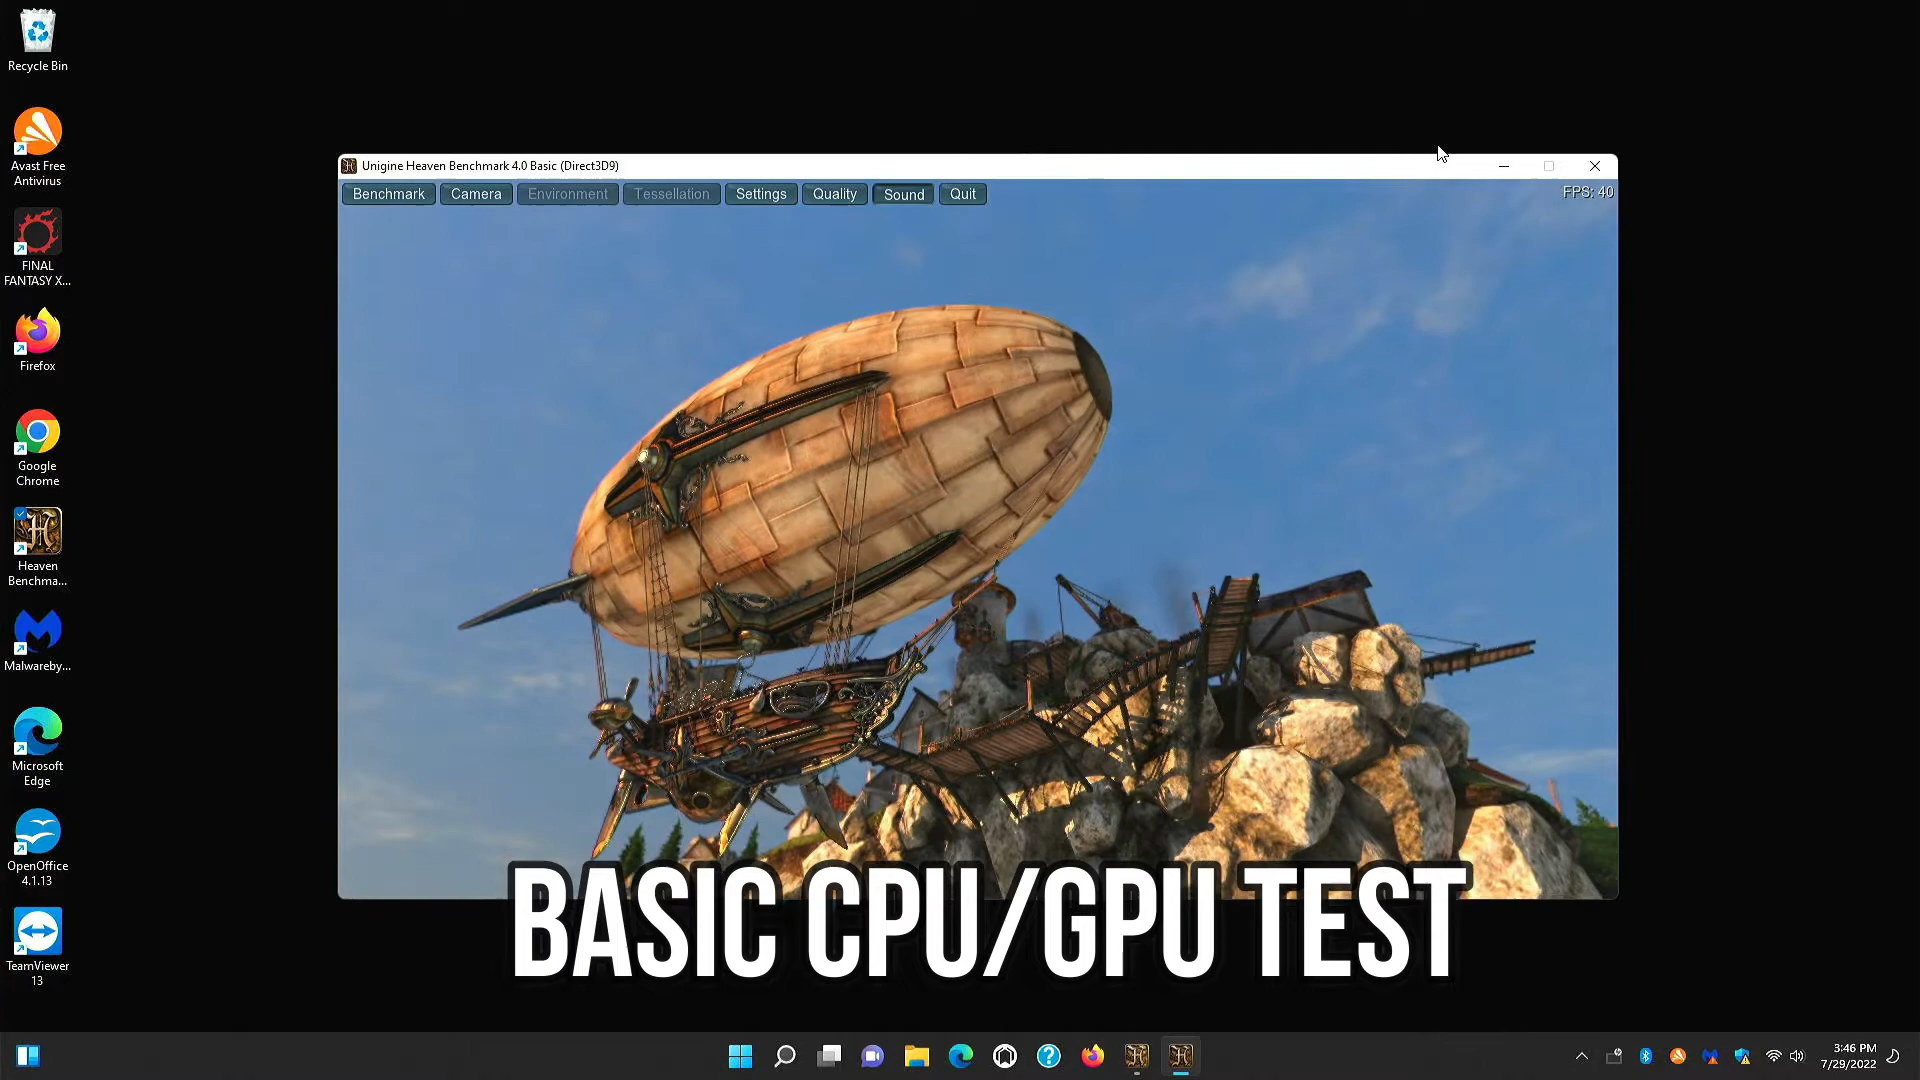 Recycle Bin
Avast Free
Antivirus
FINAL
FANTASY X...
Firefox
Google
Chrome
Heaven
Benchma...
Malwareby...
Microsoft
Edge
OpenOffice
4.1.13
TeamViewer
13
Unigine Heaven Benchmark 4.0 Basic (Direct3D9)
Benchmark Camera Environment Tessellation Settings Quality Sound Quit
FPS: 40
BASIC CPU/GPU TEST
3:46 PM
7/29/2022